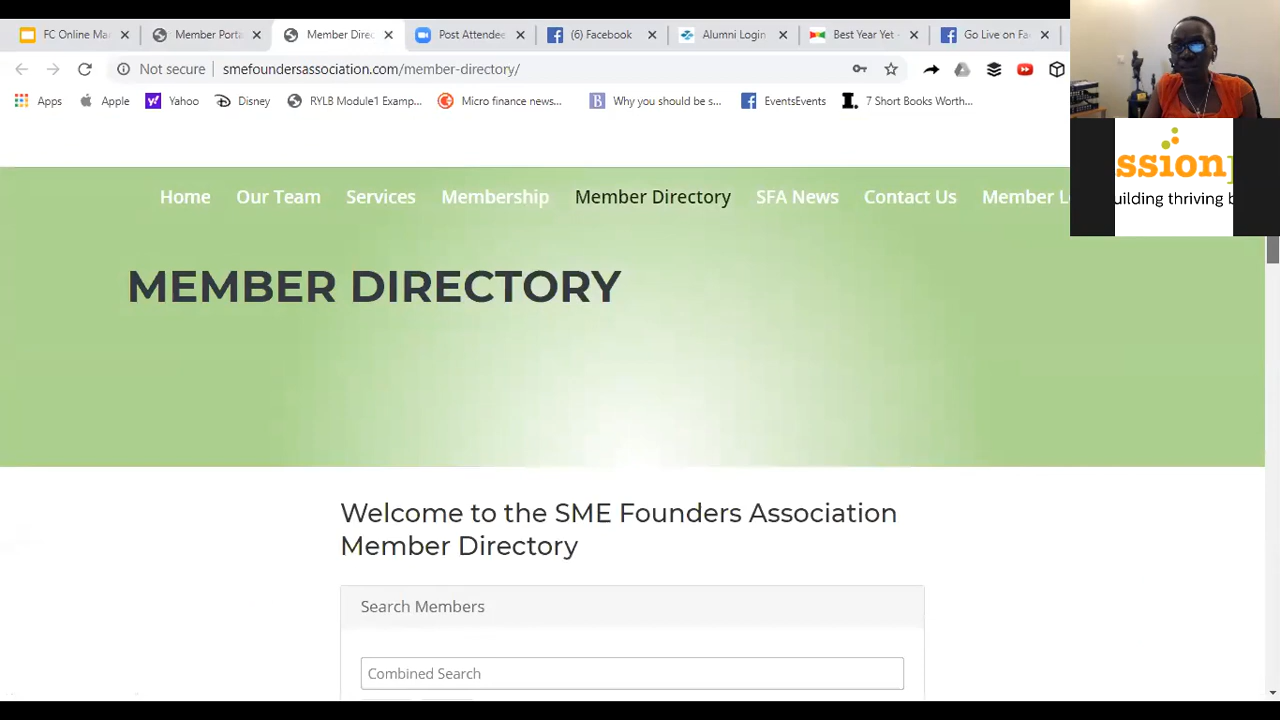 FC Online Ma
Member Port
Member Direc
Post Attendee
(6) Facebook
Alumni Login
Best Year Yet -
Go Live on Fa
Not secure
smefoundersassociation.com/member-directory/
Apps
Apple
Yahoo
Disney
RYLB Module1 Examp...
Micro finance news...
Why you should be s...
EventsEvents
7 Short Books Worth...
ssion
uilding thriving b
Home
Our Team
Services
Membership
Member Directory
SFA News
Contact Us
Member L
MEMBER DIRECTORY
Welcome to the SME Founders Association
Member Directory
Search Members
Combined Search